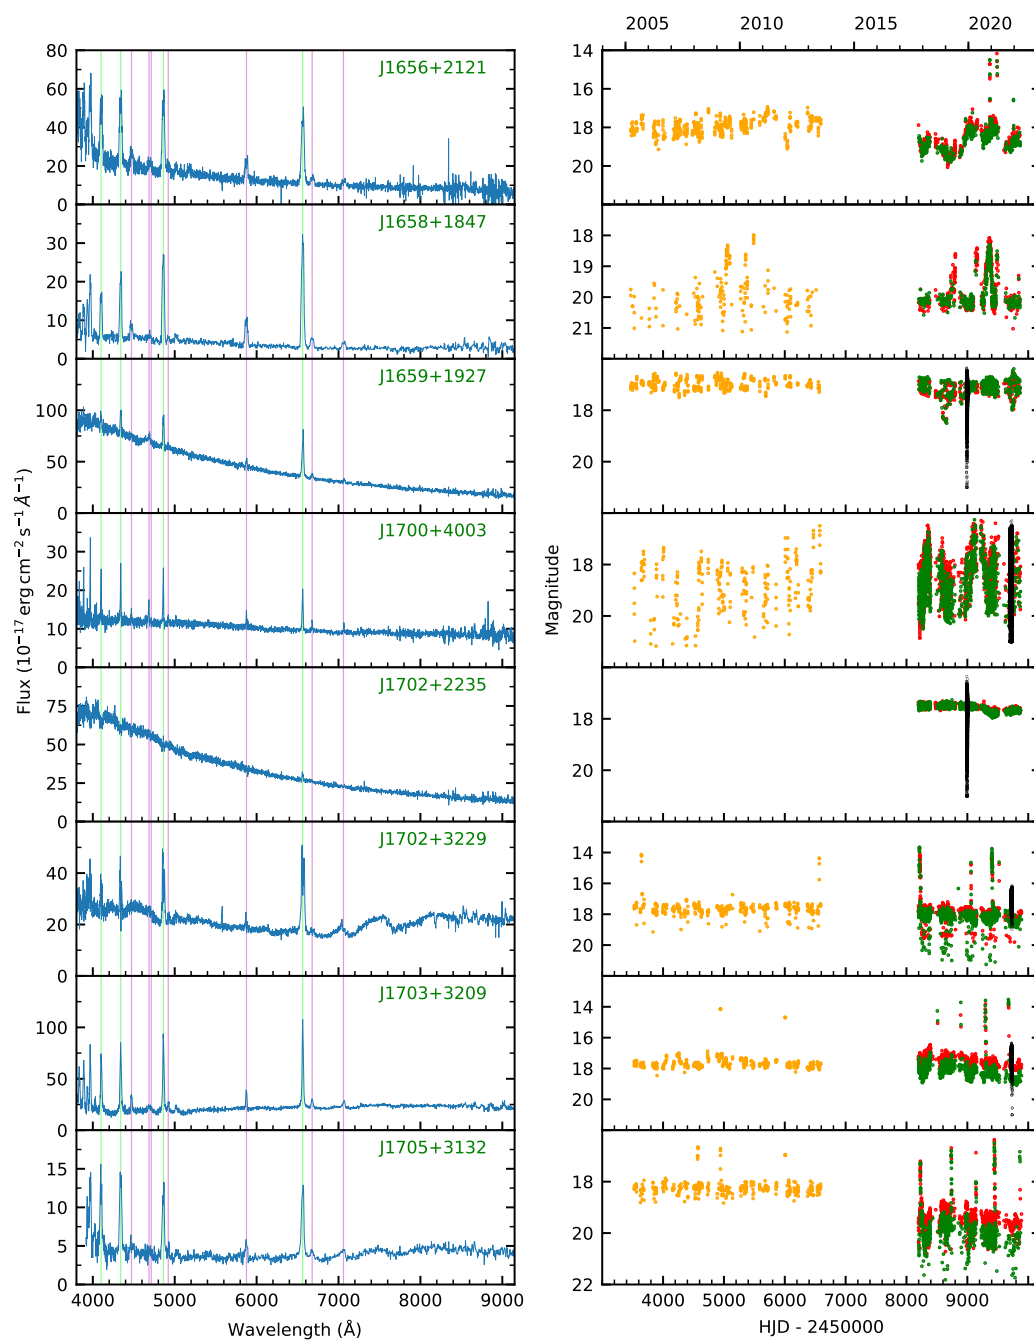 2005 2010 2015 2020
80 60 40 20 0
J1656+2121
14 16 18 20
30 20 10 0
J1658+1847
18 19 20 21
100 50 0
J1659+1927
18 20
30 20 10 0
J1700+4003
18 20
75 50 25 0
J1702+2235
18 20
40 20 0
J1702+3229
14 16 18 20
100 50 0
J1703+3209
14 16 18 20
15 10 5 0
J1705+3132
18 20 22
Flux (10⁻¹⁷ erg cm⁻² s⁻¹ Å⁻¹)
Magnitude
4000 5000 6000 7000 8000 9000
4000 5000 6000 7000 8000 9000
Wavelength (Å)
HJD - 2450000